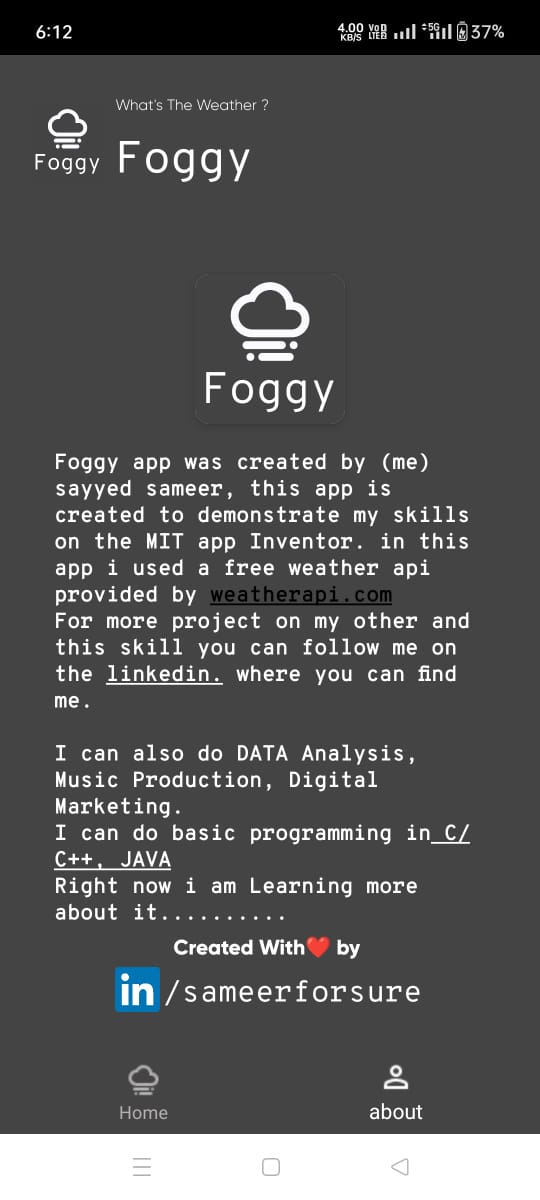 6:12
4.00 KB/S VoD LTEB 5G 37%
What's The Weather ?
Foggy
Foggy
Foggy
Foggy app was created by (me)
sayyed sameer, this app is
created to demonstrate my skills
on the MIT app Inventor. in this
app i used a free weather api
provided by weatherapi.com
For more project on my other and
this skill you can follow me on
the linkedin. where you can find
me.
I can also do DATA Analysis,
Music Production, Digital
Marketing.
I can do basic programming in C/
C++, JAVA
Right now i am Learning more
about it..........
Created With❤️ by
in/sameerforsure
Home
about